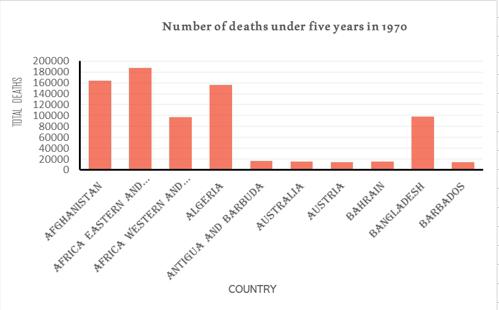 Number of deaths under five years in 1970
TOTAL DEATHS
200000
180000
160000
140000
120000
100000
80000
60000
40000
20000
0
AFGHANISTAN
AFRICA EASTERN AND...
AFRICA WESTERN AND...
ALGERIA
ANTIGUA AND BARBUDA
AUSTRALIA
AUSTRIA
BAHRAIN
BANGLADESH
BARBADOS
COUNTRY